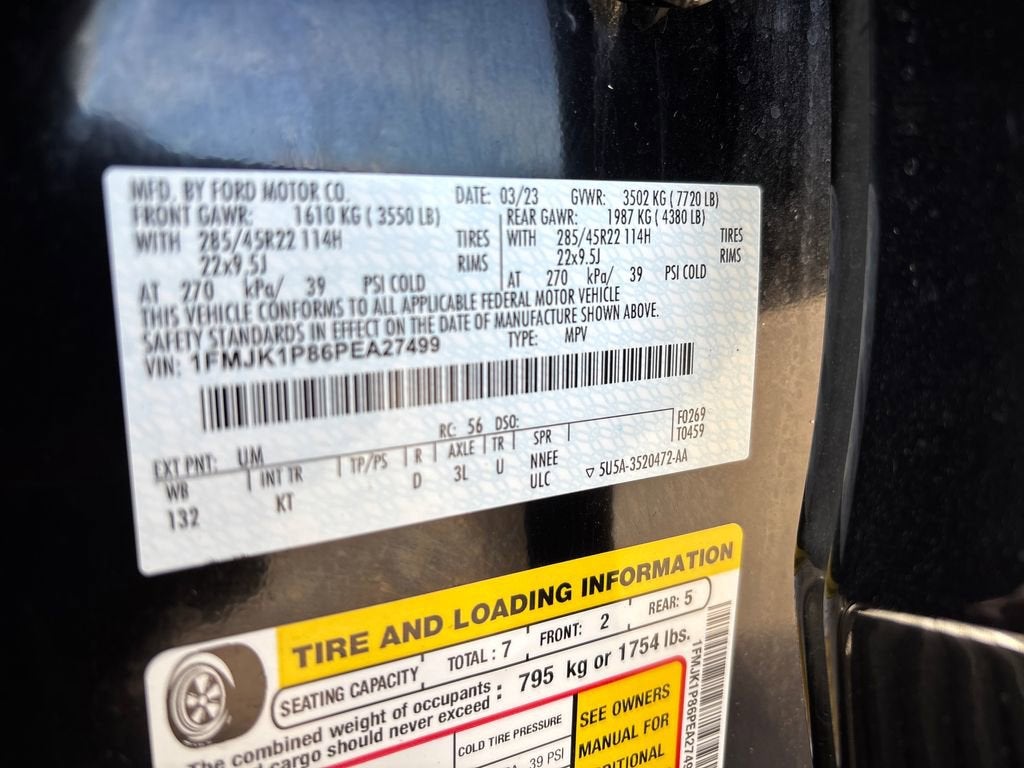 MFD. BY FORD MOTOR CO. DATE: 03/23 GVWR: 3502 KG ( 7720 LB)
FRONT GAWR: 1610 KG ( 3550 LB) REAR GAWR: 1987 KG ( 4380 LB)
WITH 285/45R22 114H TIRES WITH 285/45R22 114H TIRES
22x9.5J RIMS 22x9.5J RIMS
AT 270 kPa/ 39 PSI COLD AT 270 kPa/ 39 PSI COLD
THIS VEHICLE CONFORMS TO ALL APPLICABLE FEDERAL MOTOR VEHICLE
SAFETY STANDARDS IN EFFECT ON THE DATE OF MANUFACTURE SHOWN ABOVE.
VIN: 1FMJK1P86PEA27499 TYPE: MPV
EXT PNT: UM RC: 56 DSO: F0269
T0459
WB INT TR TP/PS R AXLE TR SPR
132 KT D 3L U NNEE
ULC ▽ 5U5A-3520472-AA
TIRE AND LOADING INFORMATION
SEATING CAPACITY TOTAL : 7 FRONT: 2 REAR: 5
The combined weight of occupants
cargo should never exceed : 795 kg or 1754 lbs.
COLD TIRE PRESSURE
39 PSI
SEE OWNERS
MANUAL FOR
1FMJK1P86PEA2749